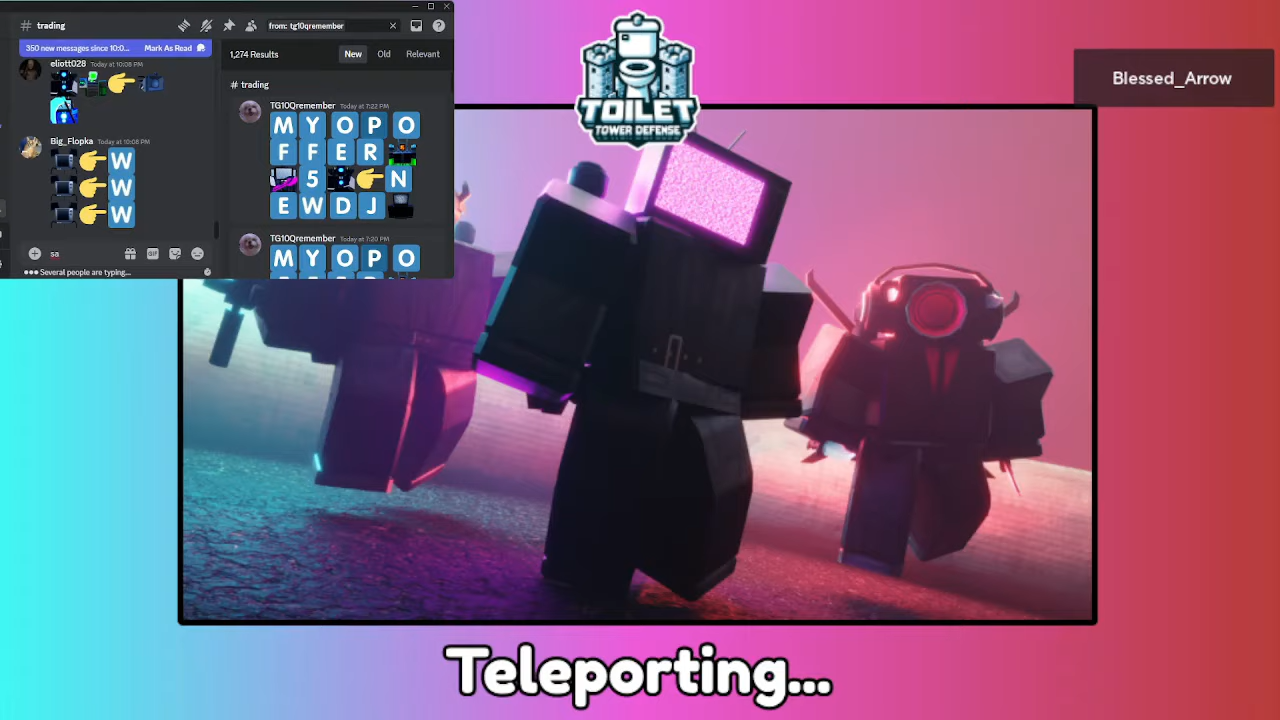 # trading
from: tg10qremember
350 new messages since 10:0... Mark As Read
eliott028 Today at 10:08 PM
Big_Flopka Today at 10:08 PM
W
W
W
sa
Several people are typing...
1,274 Results New Old Relevant
# trading
TG10Qremember Today at 7:22 PM
M Y O P O
F F E R
5 N
E W D J
TG10Qremember Today at 7:20 PM
M Y O P O
TOILET
TOWER DEFENSE
Blessed_Arrow
Teleporting...